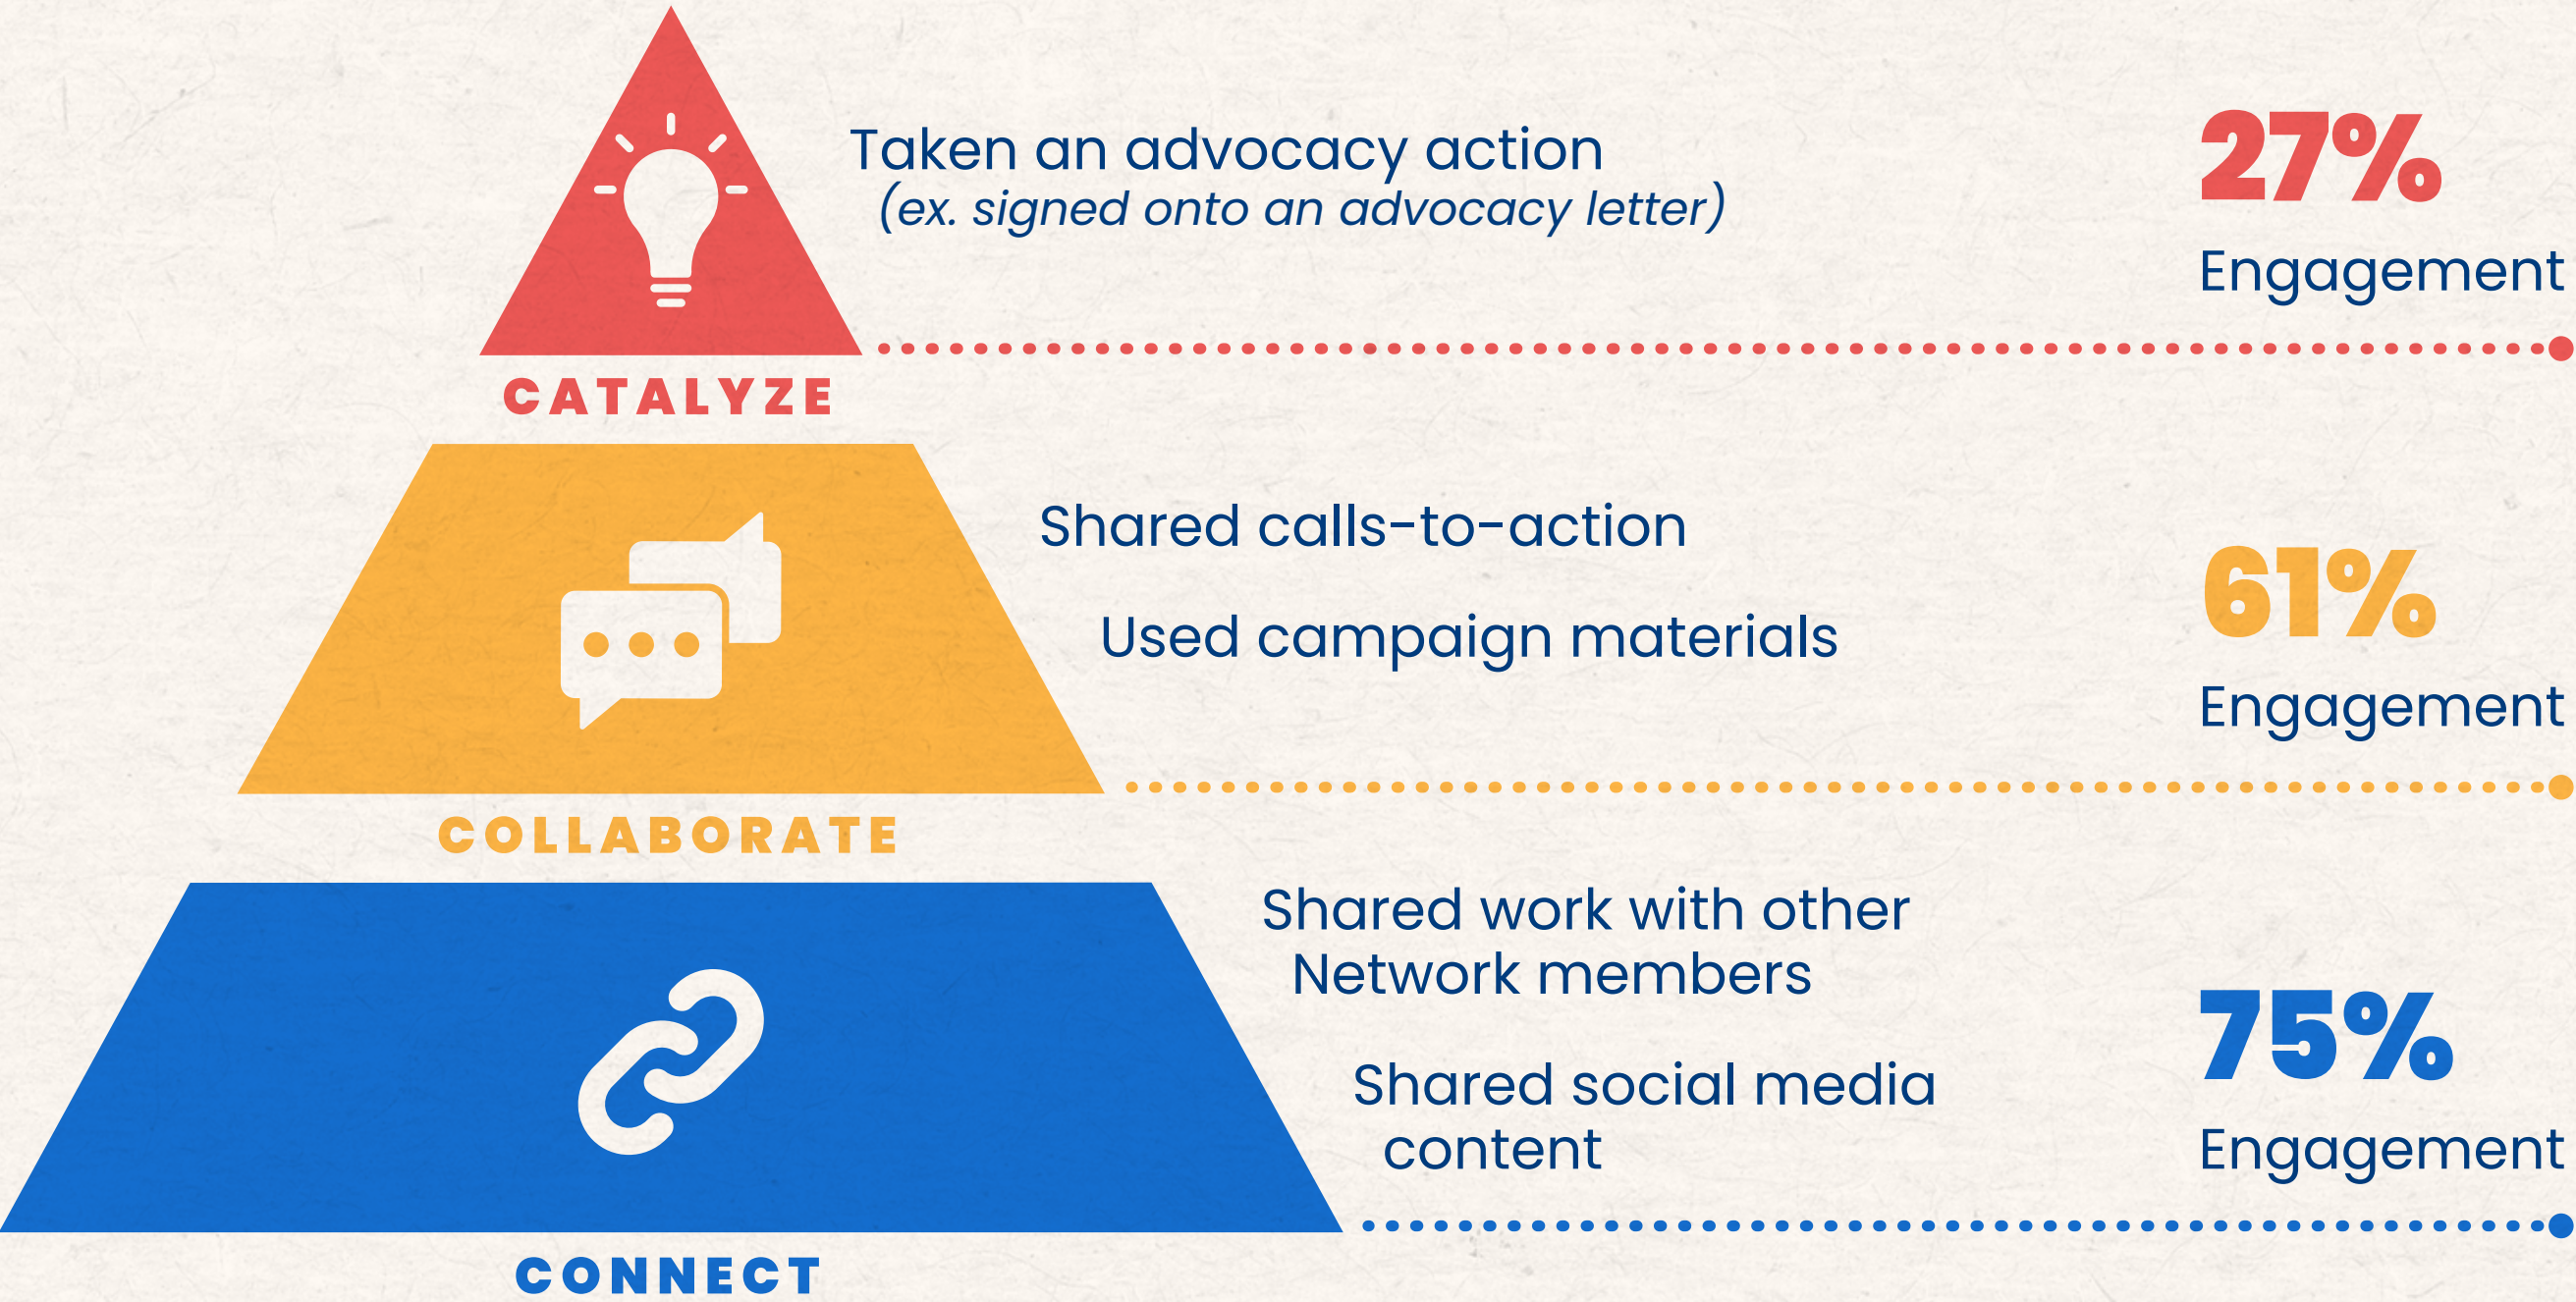 Taken an advocacy action
(ex. signed onto an advocacy letter)
27%
Engagement
CATALYZE
Shared calls-to-action
Used campaign materials
61%
Engagement
COLLABORATE
Shared work with other
Network members
Shared social media
content
75%
Engagement
CONNECT